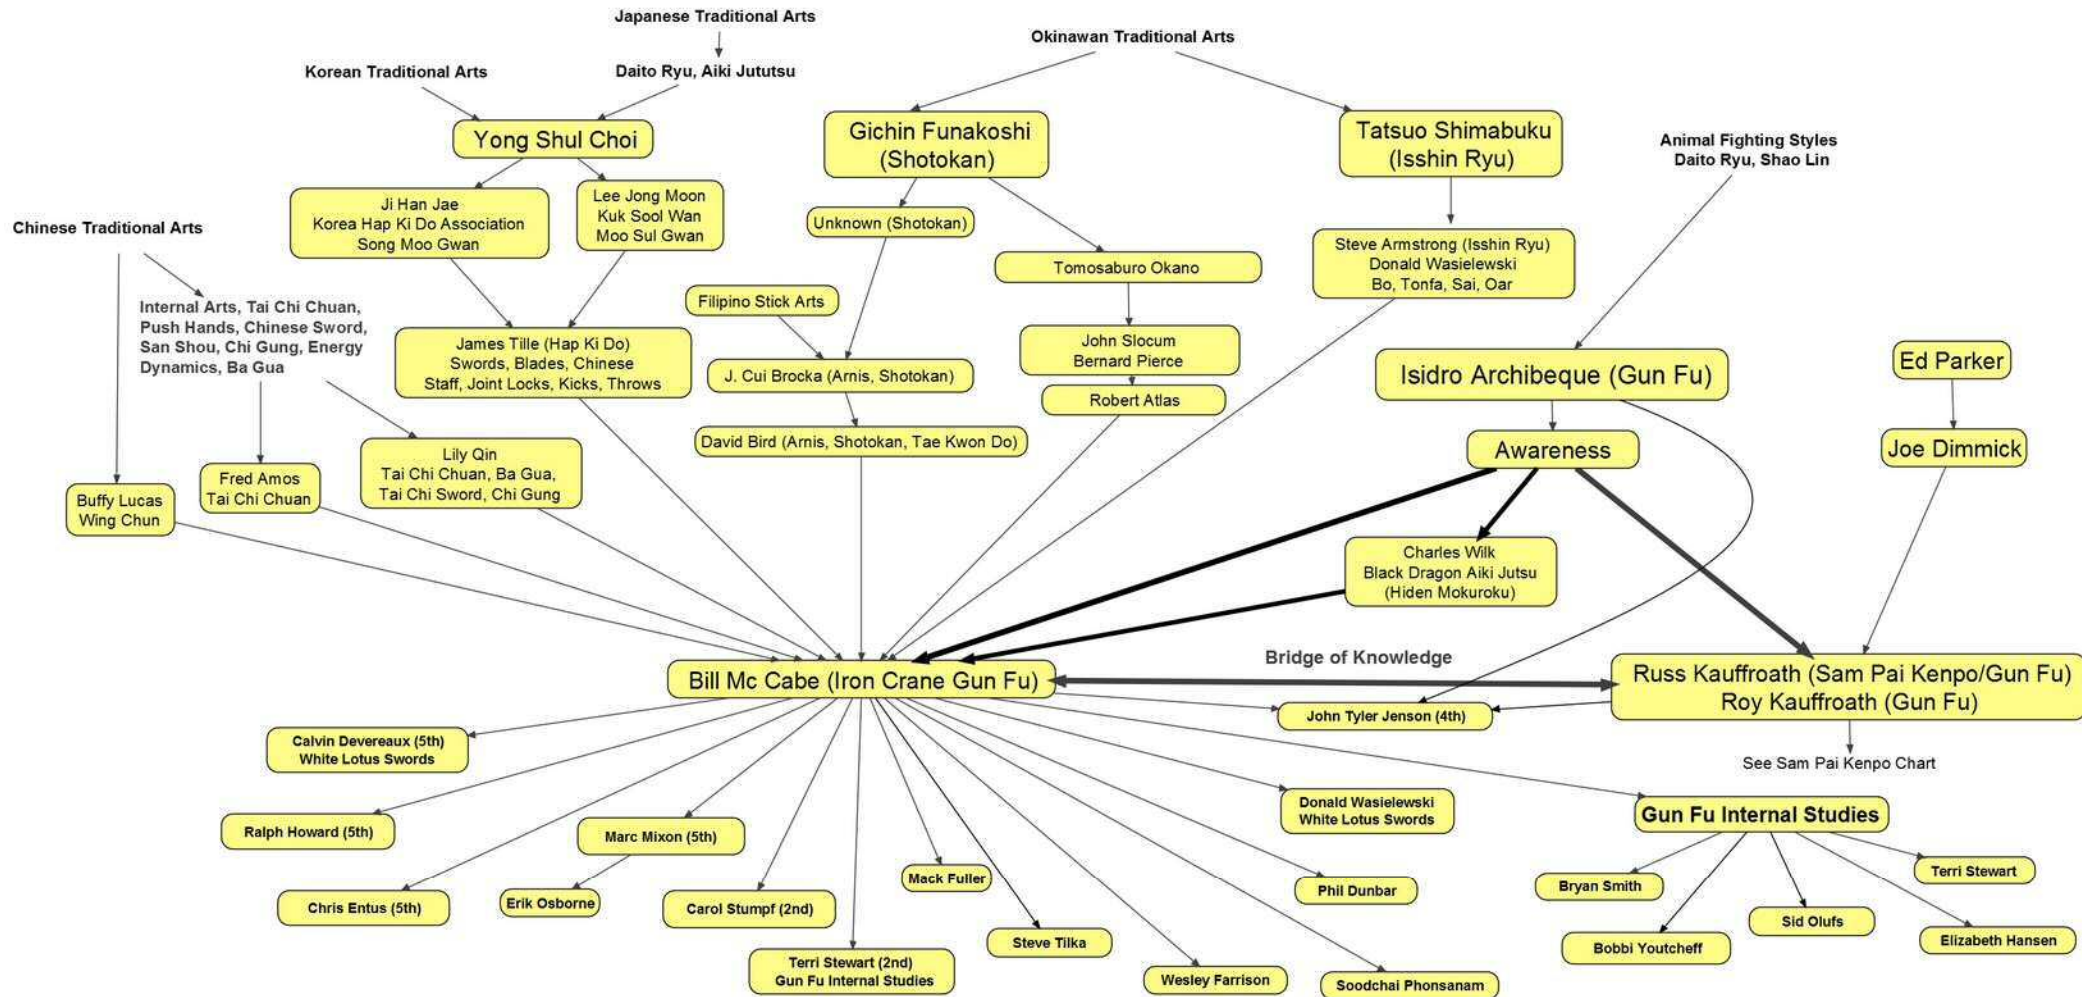 Japanese Traditional Arts
Okinawan Traditional Arts
Korean Traditional Arts
Daito Ryu, Aiki Jututsu
Yong Shul Choi
Gichin Funakoshi
(Shotokan)
Tatsuo Shimabuku
(Isshin Ryu)
Animal Fighting Styles
Daito Ryu, Shao Lin
Ji Han Jae
Korea Hap Ki Do Association
Song Moo Gwan
Lee Jong Moon
Kuk Sool Wan
Moo Sul Gwan
Chinese Traditional Arts
Unknown (Shotokan)
Tomosaburo Okano
Steve Armstrong (Isshin Ryu)
Donald Wasielewski
Bo, Tonfa, Sai, Oar
Internal Arts, Tai Chi Chuan,
Push Hands, Chinese Sword,
San Shou, Chi Gung, Energy
Dynamics, Ba Gua
Filipino Stick Arts
James Tille (Hap Ki Do)
Swords, Blades, Chinese
Staff, Joint Locks, Kicks, Throws
John Slocum
Bernard Pierce
J. Cui Brocka (Arnis, Shotokan)
Isidro Archibeque (Gun Fu)
Ed Parker
Robert Atlas
David Bird (Arnis, Shotokan, Tae Kwon Do)
Awareness
Joe Dimmick
Buffy Lucas
Wing Chun
Fred Amos
Tai Chi Chuan
Lily Qin
Tai Chi Chuan, Ba Gua,
Tai Chi Sword, Chi Gung
Charles Wilk
Black Dragon Aiki Jutsu
(Hiden Mokuroku)
Bridge of Knowledge
Bill Mc Cabe (Iron Crane Gun Fu)
Russ Kauffroath (Sam Pai Kenpo/Gun Fu)
Roy Kauffroath (Gun Fu)
John Tyler Jenson (4th)
Calvin Devereaux (5th)
White Lotus Swords
See Sam Pai Kenpo Chart
Ralph Howard (5th)
Marc Mixon (5th)
Donald Wasielewski
White Lotus Swords
Gun Fu Internal Studies
Chris Entus (5th)
Erik Osborne
Carol Stumpf (2nd)
Mack Fuller
Phil Dunbar
Bryan Smith
Terri Stewart
Steve Tilka
Sid Olufs
Bobbi Youtcheff
Elizabeth Hansen
Terri Stewart (2nd)
Gun Fu Internal Studies
Wesley Farrison
Soodchai Phonsanam